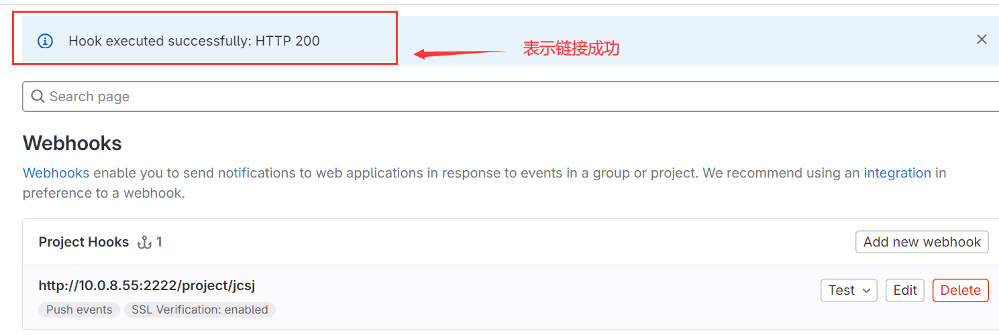 Hook executed successfully: HTTP 200
表示链接成功
Search page
Webhooks
Webhooks enable you to send notifications to web applications in response to events in a group or project. We recommend using an integration in
preference to a webhook.
Project Hooks 1
Add new webhook
http://10.0.8.55:2222/project/jcsj
Test Edit Delete
Push events SSL Verification: enabled